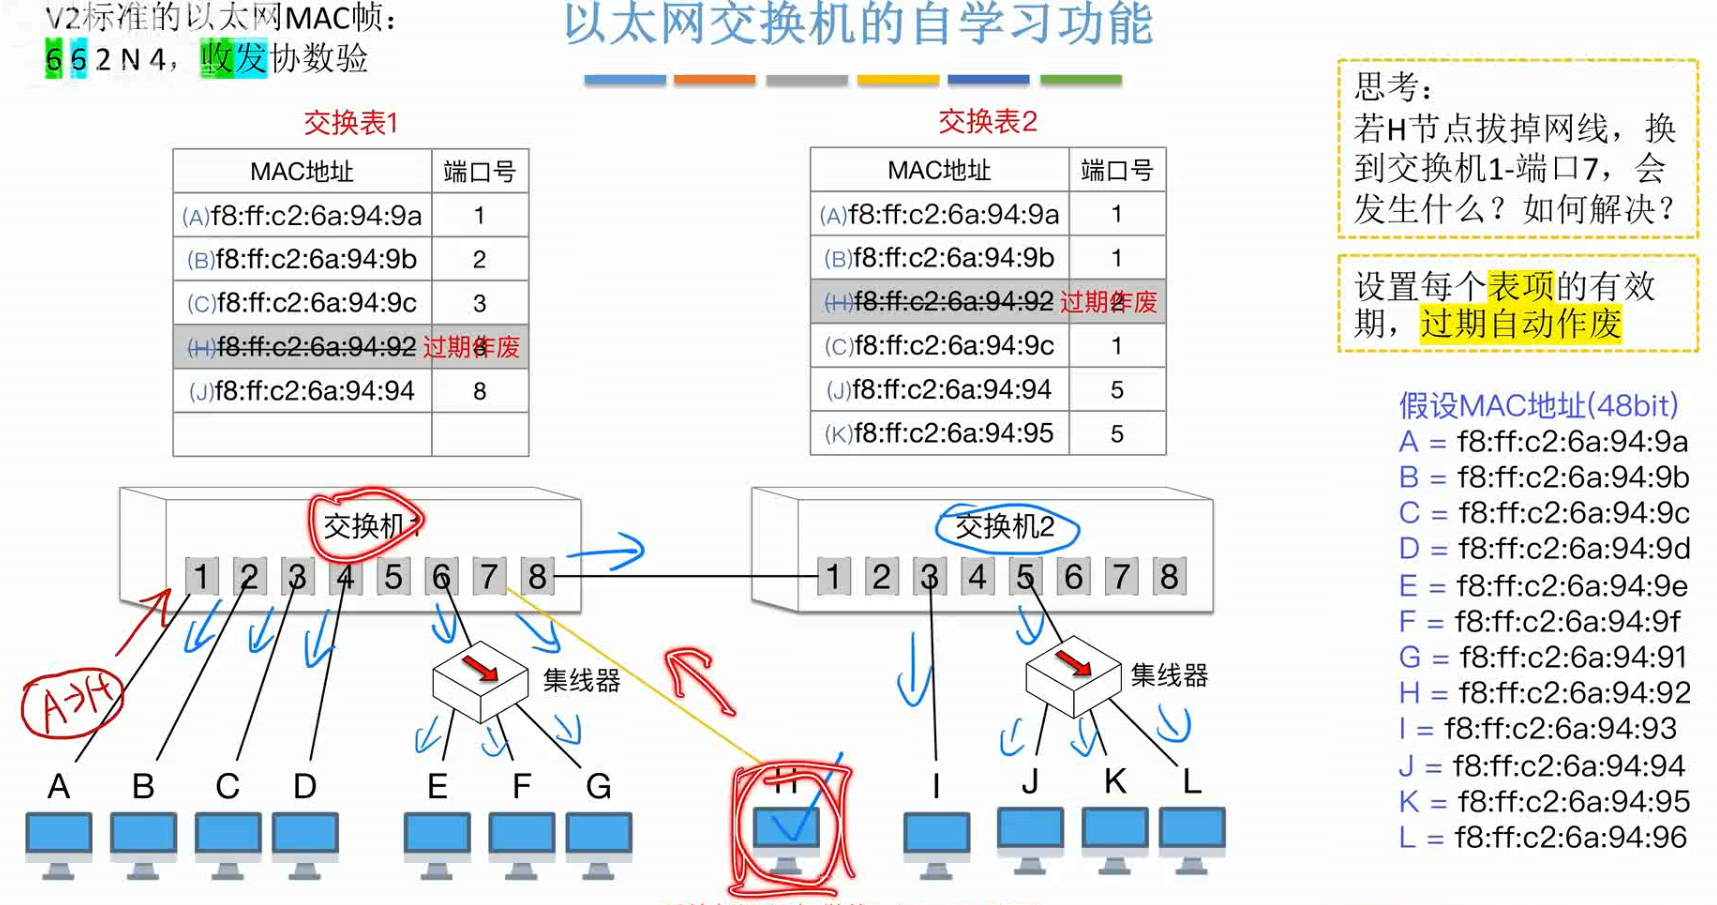 V2标准的以太网MAC帧：
6 6 2 N 4，收发协数验
以太网交换机的自学习功能
交换表1
MAC地址 端口号
(A)f8:ff:c2:6a:94:9a 1
(B)f8:ff:c2:6a:94:9b 2
(C)f8:ff:c2:6a:94:9c 3
(H)f8:ff:c2:6a:94:92 过期作废
(J)f8:ff:c2:6a:94:94 8
交换表2
MAC地址 端口号
(A)f8:ff:c2:6a:94:9a 1
(B)f8:ff:c2:6a:94:9b 1
(H)f8:ff:c2:6a:94:92 过期作废
(C)f8:ff:c2:6a:94:9c 1
(J)f8:ff:c2:6a:94:94 5
(K)f8:ff:c2:6a:94:95 5
思考：
若H节点拔掉网线，换
到交换机1-端口7，会
发生什么？如何解决？
设置每个表项的有效
期，过期自动作废
假设MAC地址(48bit)
A = f8:ff:c2:6a:94:9a
B = f8:ff:c2:6a:94:9b
C = f8:ff:c2:6a:94:9c
D = f8:ff:c2:6a:94:9d
E = f8:ff:c2:6a:94:9e
F = f8:ff:c2:6a:94:9f
G = f8:ff:c2:6a:94:91
H = f8:ff:c2:6a:94:92
I = f8:ff:c2:6a:94:93
J = f8:ff:c2:6a:94:94
K = f8:ff:c2:6a:94:95
L = f8:ff:c2:6a:94:96
交换机1
1 2 3 4 5 6 7 8
交换机2
1 2 3 4 5 6 7 8
集线器
集线器
A→H
A B C D E F G H I J K L